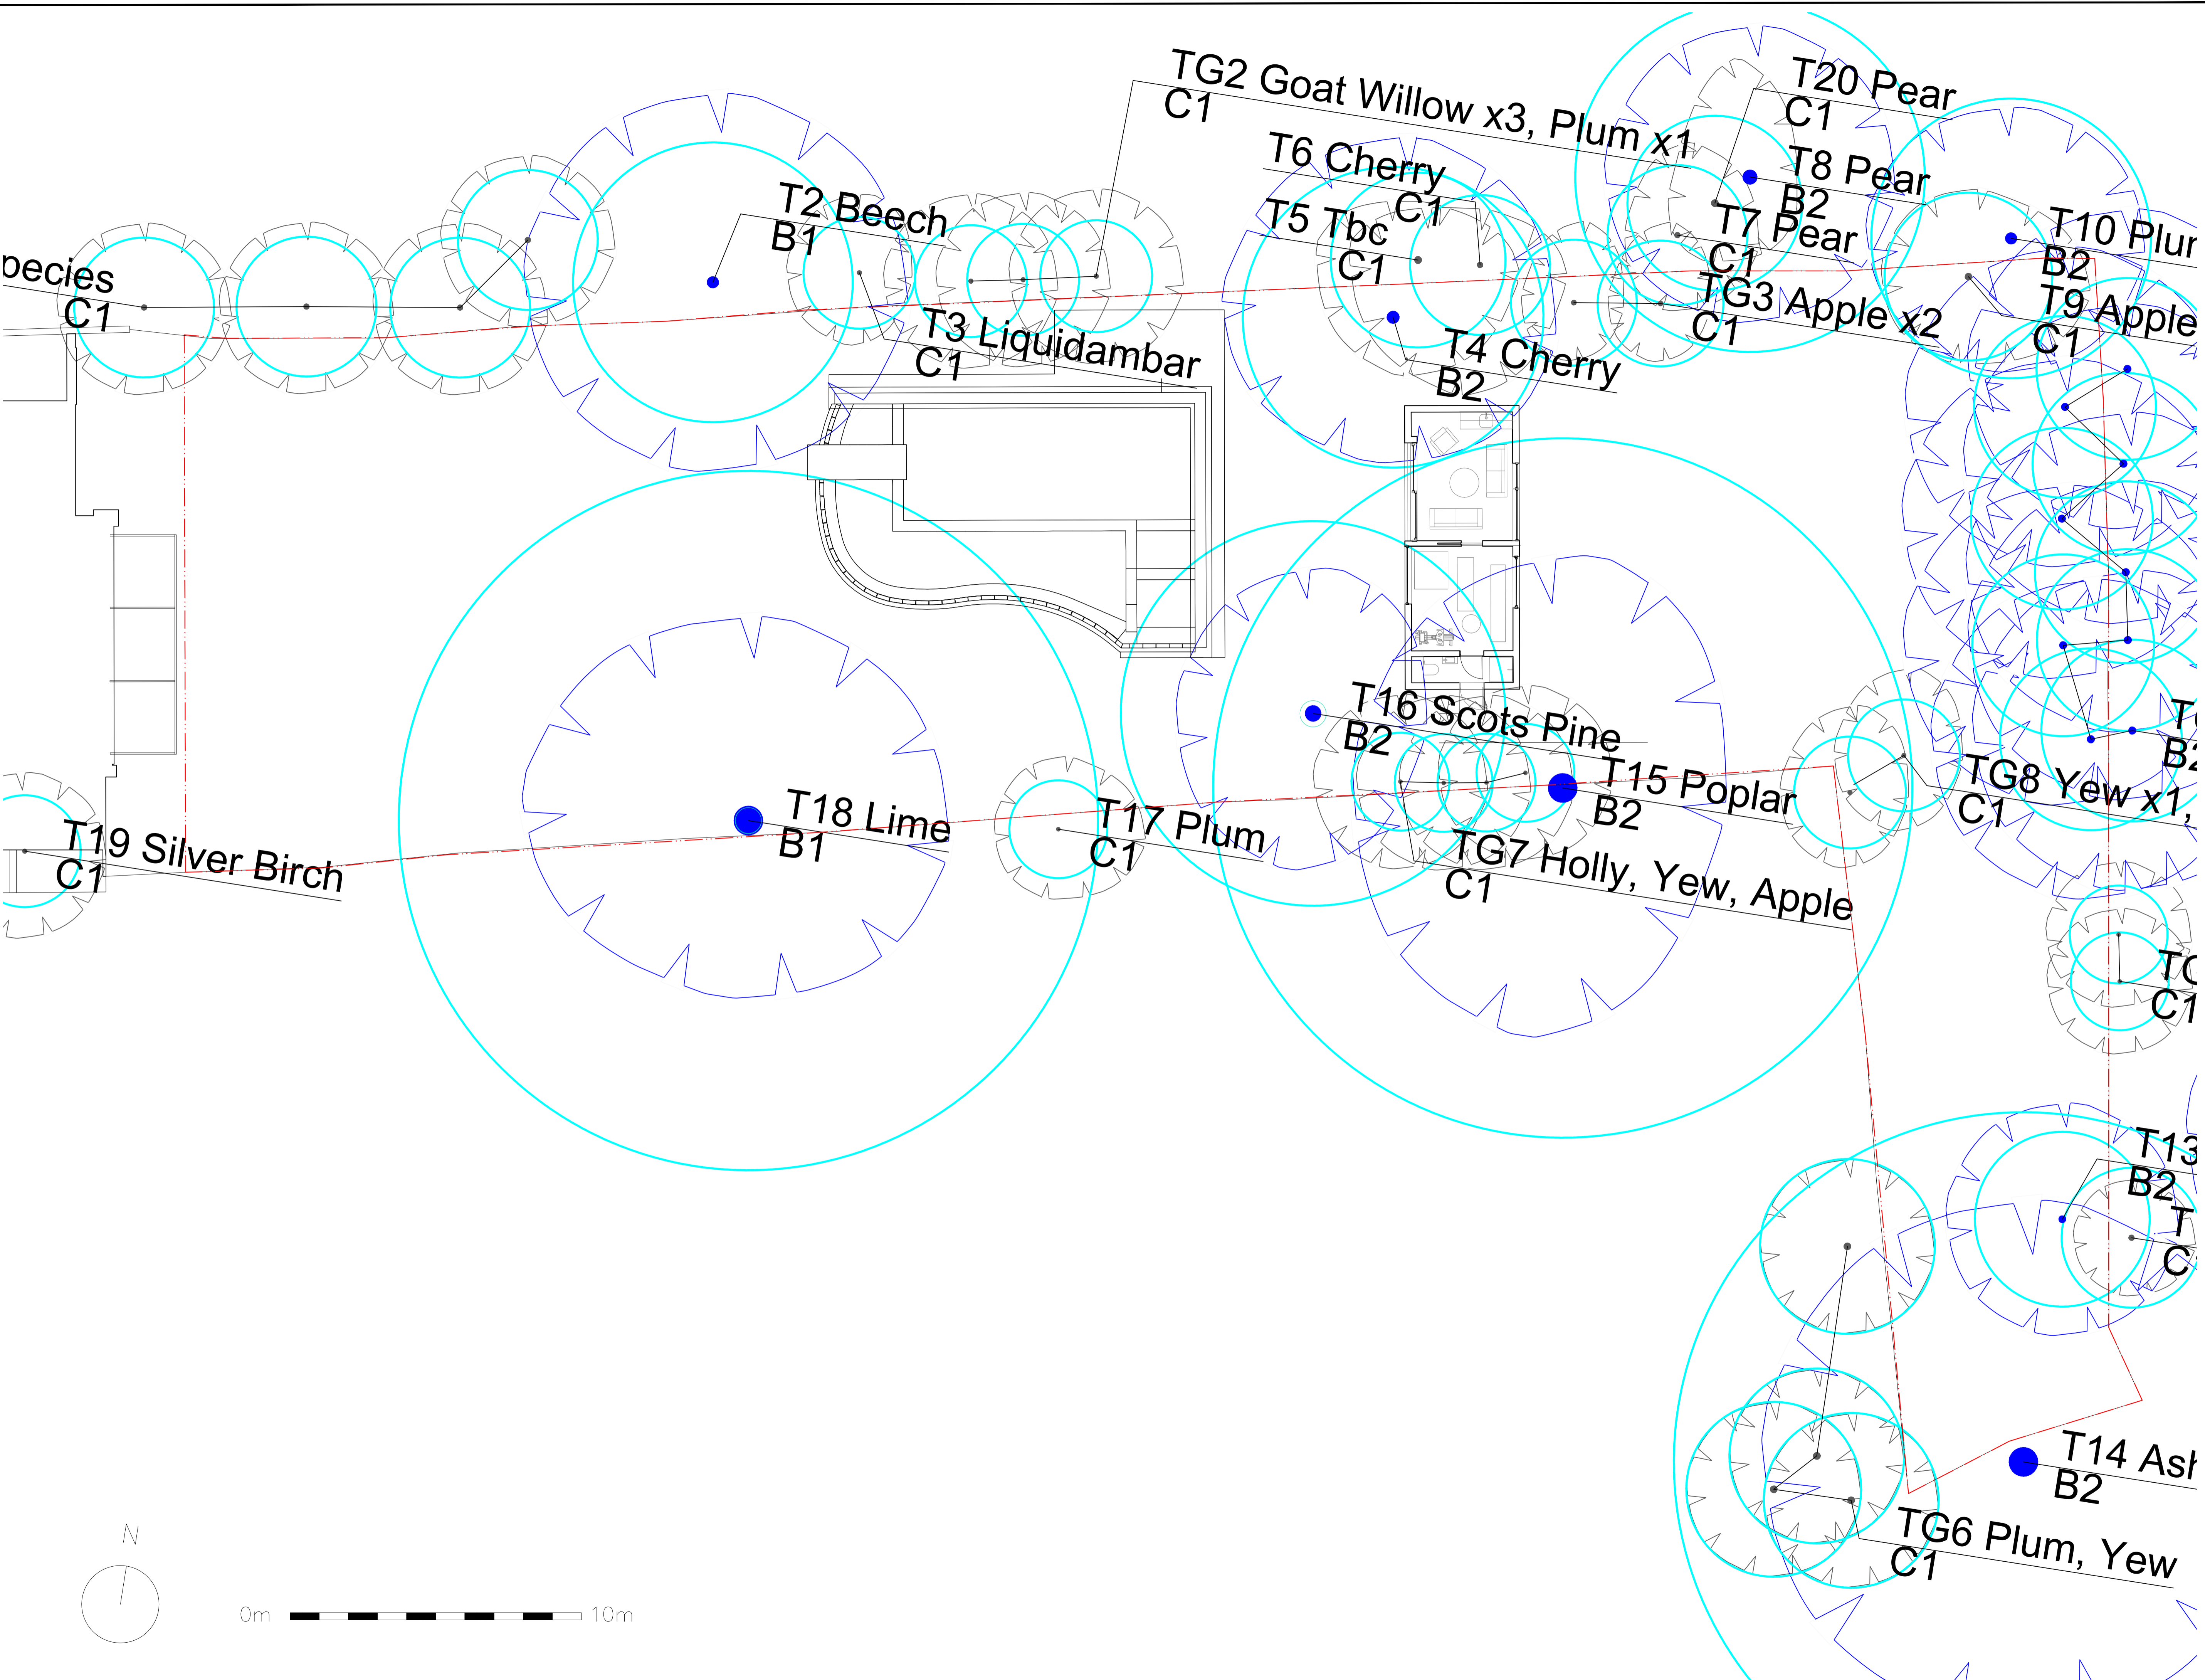 TG2 Goat Willow x3, Plum x1
C1
T20 Pear
C1
T6 Cherry
C1
T8 Pear
B2
T2 Beech
B1
T5 Tbc
C1
T7 Pear
C1
T10 Plum
B2
pecies
C1
TG3 Apple x2
C1
T9 Apple
C1
T3 Liquidambar
C1
T4 Cherry
B2
T16 Scots Pine
B2
B2
T15 Poplar
B2
TG8 Yew x1,
C1
T18 Lime
B1
T17 Plum
C1
T19 Silver Birch
C1
TG7 Holly, Yew, Apple
C1
C1
T13
B2
T
C1
T14 Ash
B2
TG6 Plum, Yew
C1
N
0m
10m